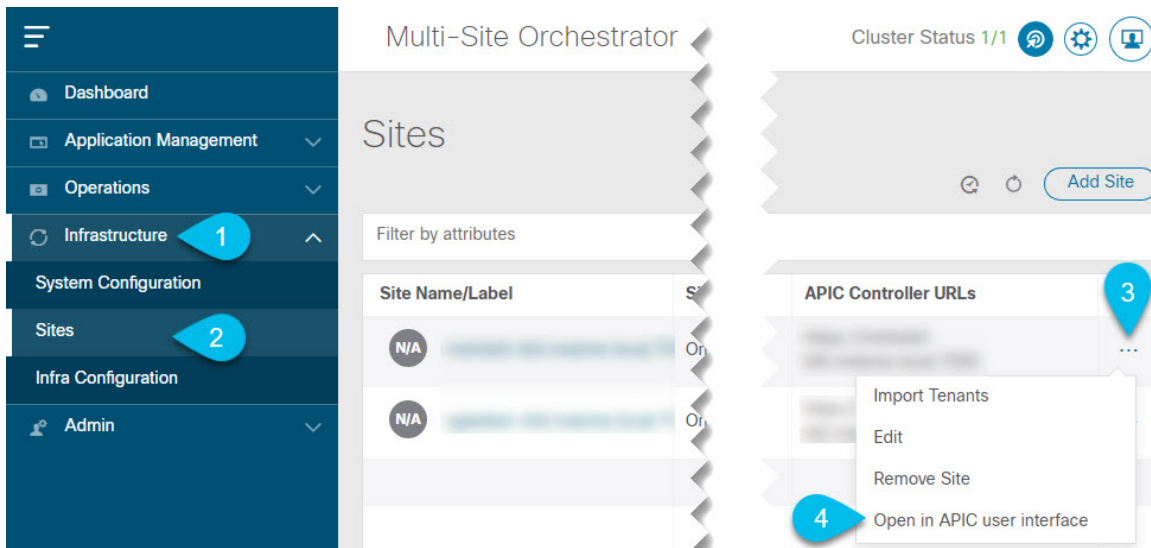 Multi-Site Orchestrator
Cluster Status 1/1
Dashboard
Application Management
Operations
Infrastructure
1
System Configuration
Sites
2
Infra Configuration
Admin
Sites
Add Site
Filter by attributes
Site Name/Label
APIC Controller URLs
3
N/A
...
N/A
Import Tenants
Edit
Remove Site
4
Open in APIC user interface